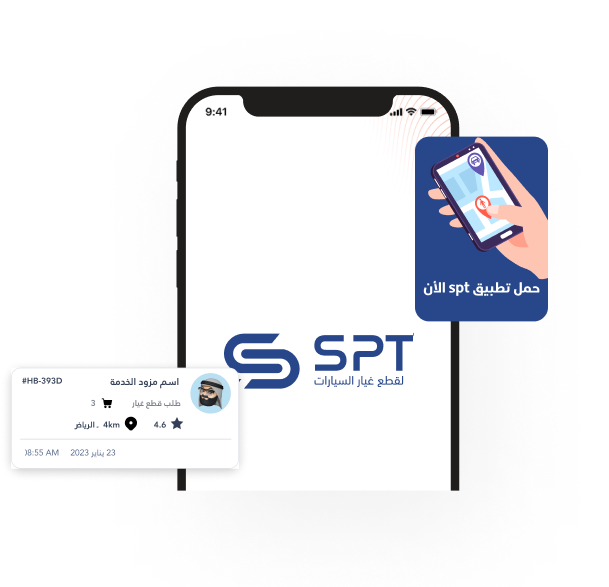 9:41
حمل تطبيق spt الأن
SPT
لقطع غيار السيارات
#HB-393D
اسم مزود الخدمة
طلب قطع غيار
3
4.6
4km
. الرياض
23 يناير 2023
08:55 AM